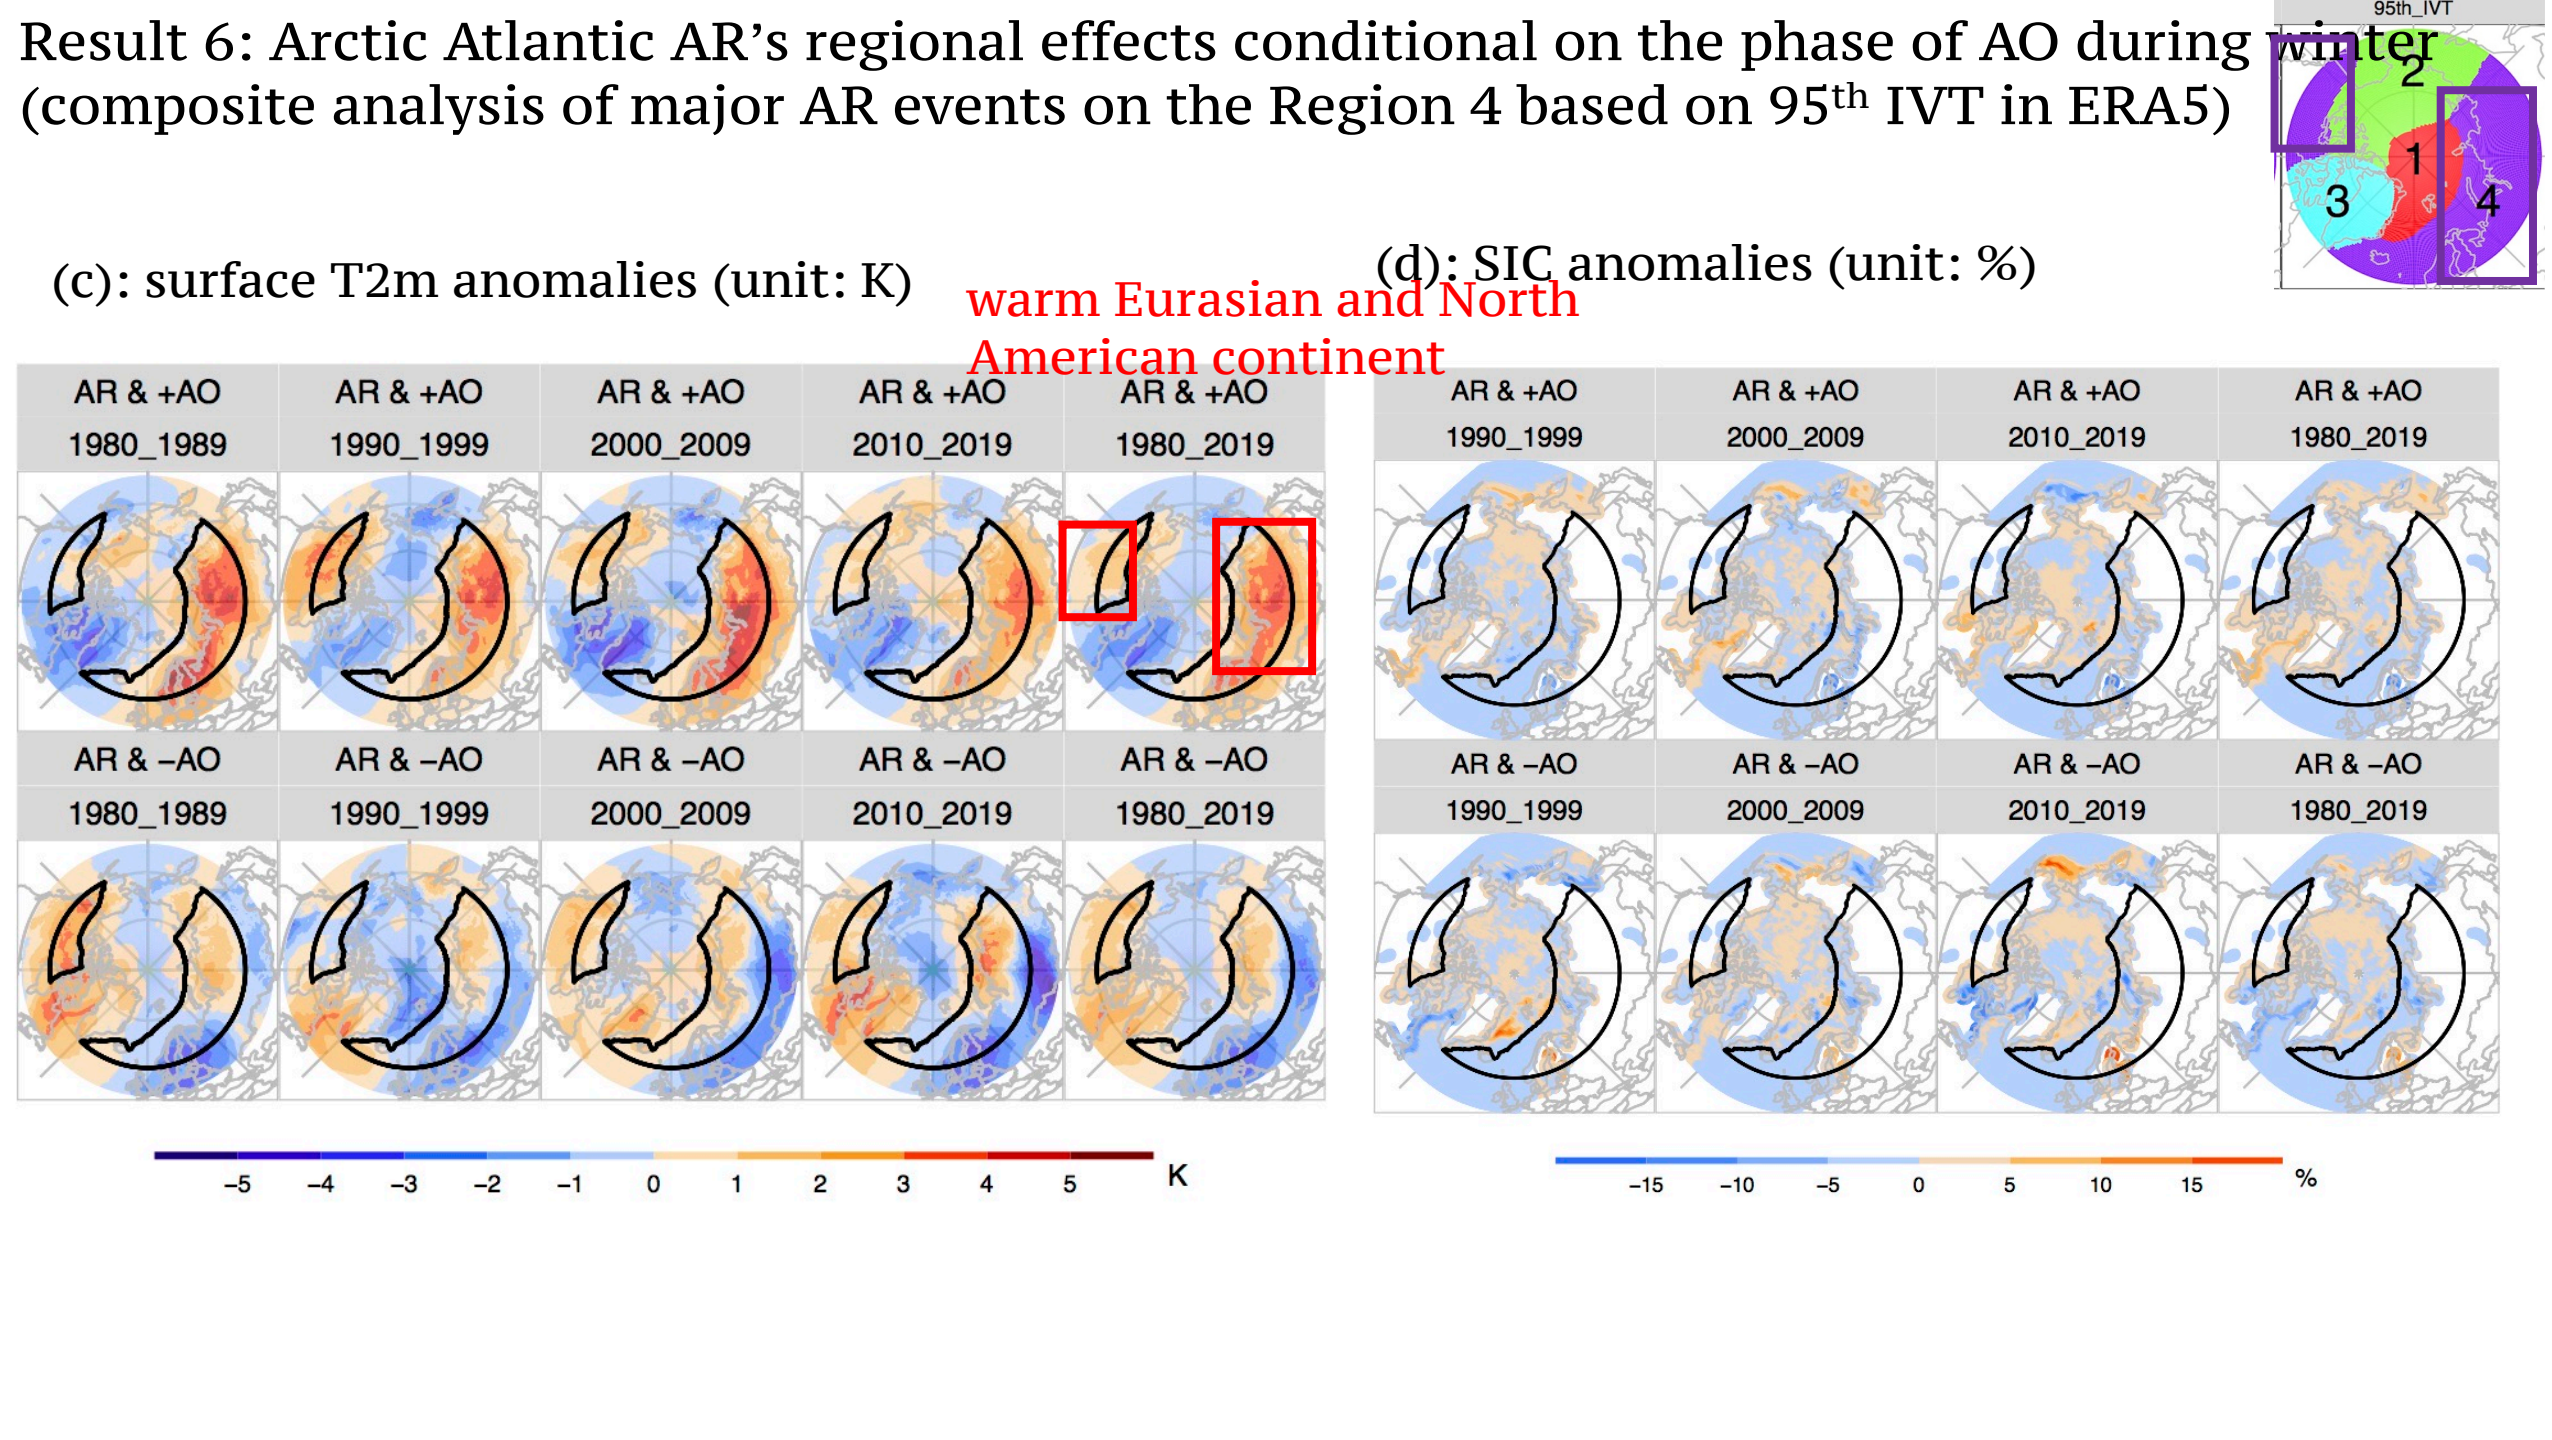 95th_IVT
Result 6: Arctic Atlantic AR’s regional effects conditional on the phase of AO during winter
(composite analysis of major AR events on the Region 4 based on 95th IVT in ERA5)
2
1
3
4
(c): surface T2m anomalies (unit: K)
(d): SIC anomalies (unit: %)
warm Eurasian and North
American continent
AR & +AO AR & +AO AR & +AO AR & +AO AR & +AO
1980_1989 1990_1999 2000_2009 2010_2019 1980_2019
AR & −AO AR & −AO AR & −AO AR & −AO AR & −AO
1980_1989 1990_1999 2000_2009 2010_2019 1980_2019
−5 −4 −3 −2 −1 0 1 2 3 4 5 K
AR & +AO AR & +AO AR & +AO AR & +AO
1990_1999 2000_2009 2010_2019 1980_2019
AR & −AO AR & −AO AR & −AO AR & −AO
1990_1999 2000_2009 2010_2019 1980_2019
−15 −10 −5 0 5 10 15 %